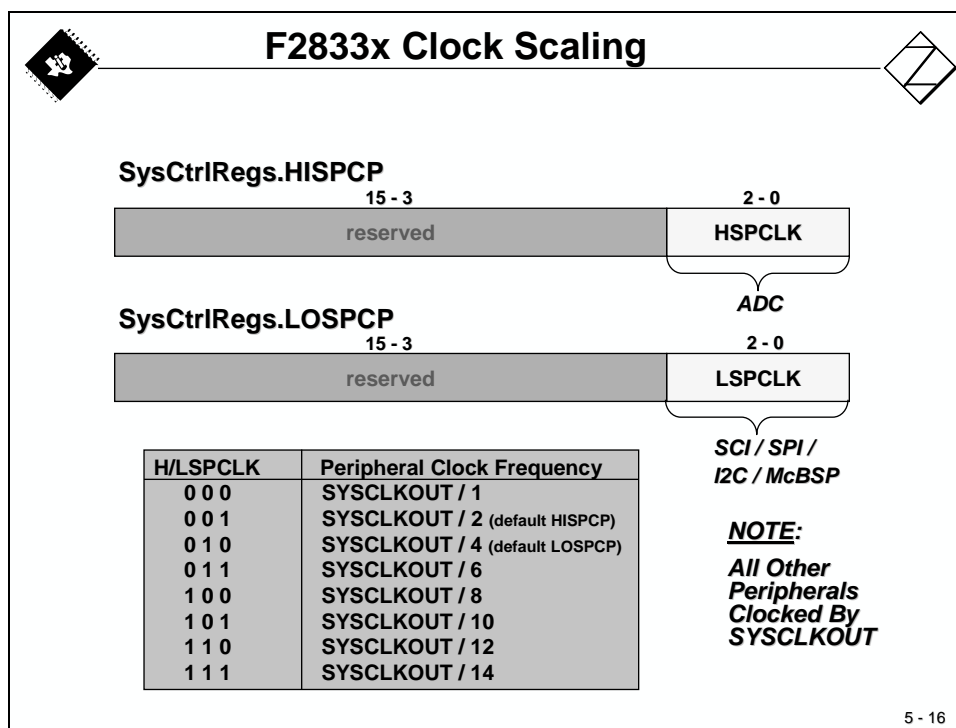 F2833x Clock Scaling
SysCtrlRegs.HISPCP
15 - 3 2 - 0
reserved HSPCLK
ADC
SysCtrlRegs.LOSPCP
15 - 3 2 - 0
reserved LSPCLK
SCI / SPI /
I2C / McBSP
H/LSPCLK Peripheral Clock Frequency
0 0 0 SYSCLKOUT / 1
0 0 1 SYSCLKOUT / 2 (default HISPCP)
0 1 0 SYSCLKOUT / 4 (default LOSPCP)
0 1 1 SYSCLKOUT / 6
1 0 0 SYSCLKOUT / 8
1 0 1 SYSCLKOUT / 10
1 1 0 SYSCLKOUT / 12
1 1 1 SYSCLKOUT / 14
NOTE:
All Other
Peripherals
Clocked By
SYSCLKOUT
5 - 16